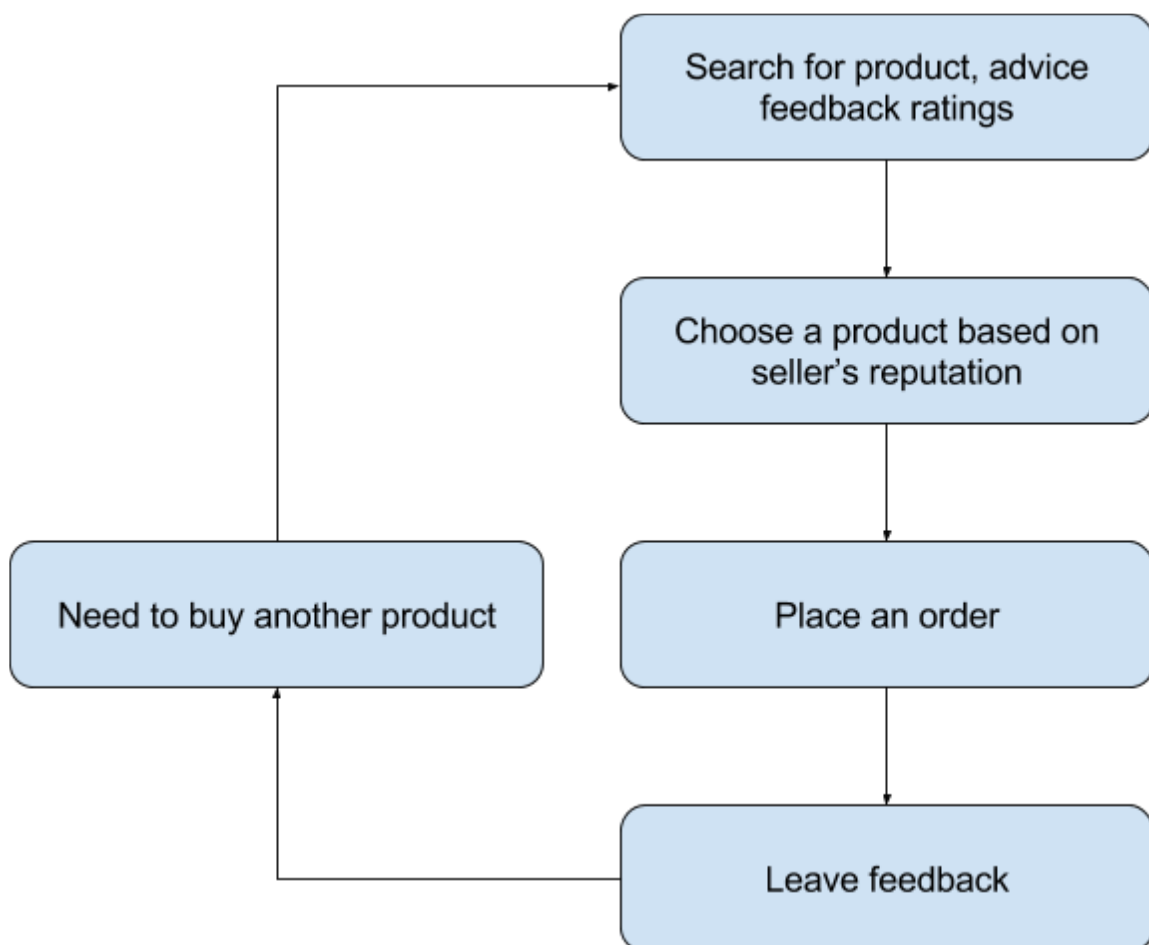 Search for product, advice
feedback ratings
Choose a product based on
seller’s reputation
Need to buy another product
Place an order
Leave feedback